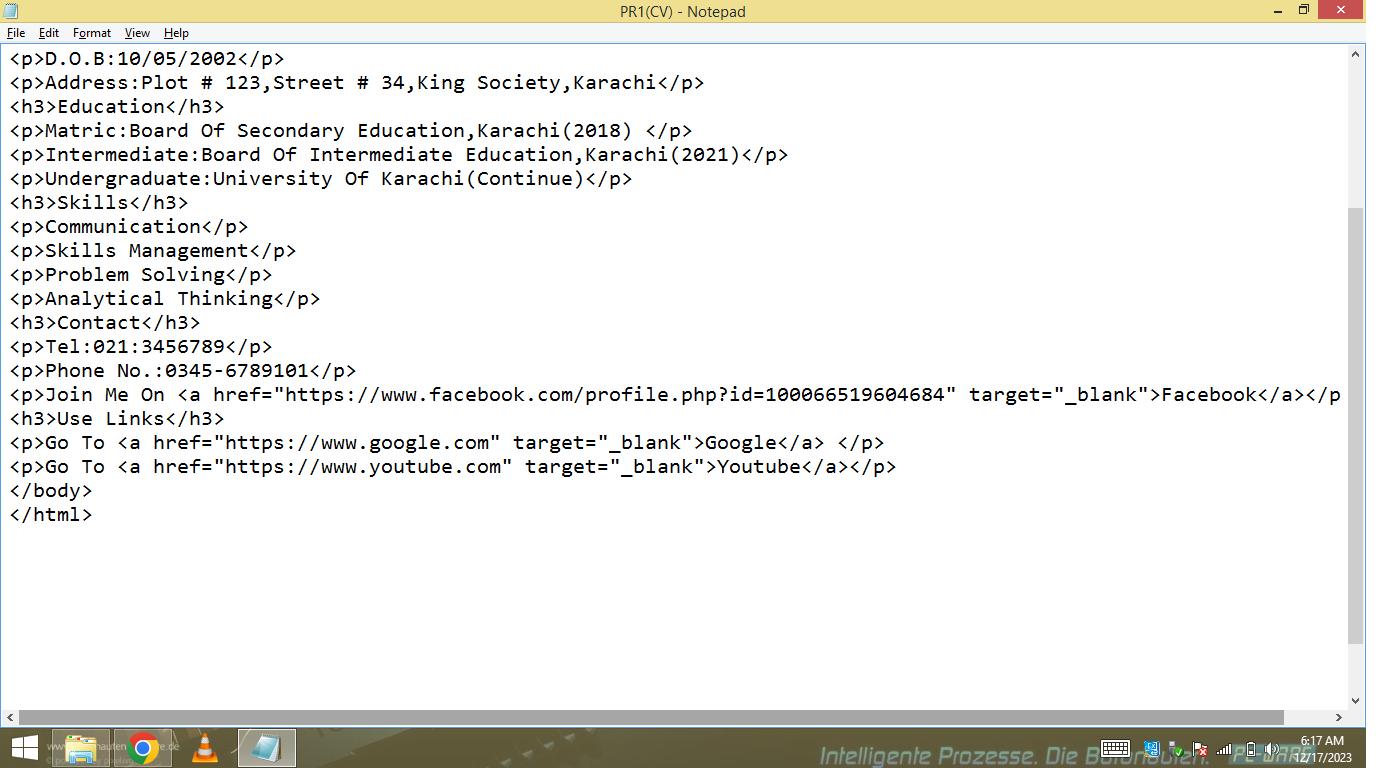 PR1(CV) - Notepad
File Edit Format View Help
<p>D.O.B:10/05/2002</p>
<p>Address:Plot # 123,Street # 34,King Society,Karachi</p>
<h3>Education</h3>
<p>Matric:Board Of Secondary Education,Karachi(2018) </p>
<p>Intermediate:Board Of Intermediate Education,Karachi(2021)</p>
<p>Undergraduate:University Of Karachi(Continue)</p>
<h3>Skills</h3>
<p>Communication</p>
<p>Skills Management</p>
<p>Problem Solving</p>
<p>Analytical Thinking</p>
<h3>Contact</h3>
<p>Tel:021:3456789</p>
<p>Phone No.:0345-6789101</p>
<p>Join Me On <a href="https://www.facebook.com/profile.php?id=100066519604684" target="_blank">Facebook</a></p
<h3>Use Links</h3>
<p>Go To <a href="https://www.google.com" target="_blank">Google</a> </p>
<p>Go To <a href="https://www.youtube.com" target="_blank">Youtube</a></p>
</body>
</html>
Intelligente Prozesse. Die
6:17 AM
12/17/2023